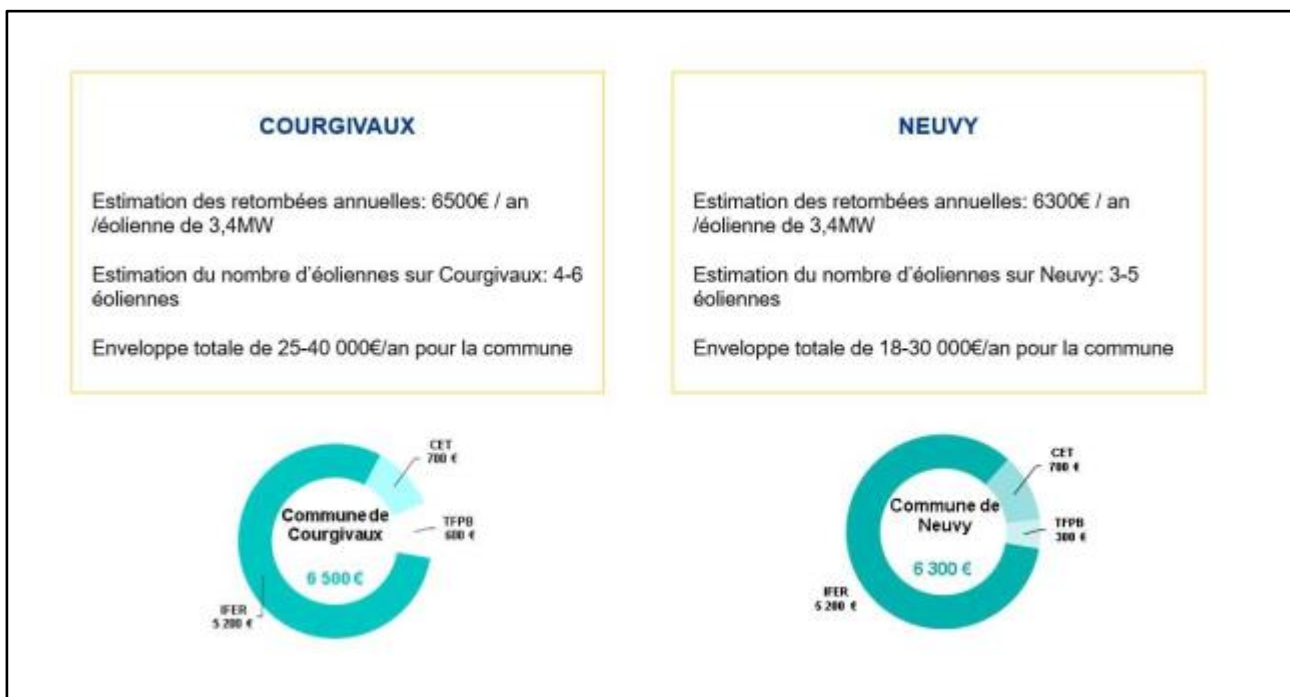 COURGIVAUX
Estimation des retombées annuelles: 6500€ / an
/éolienne de 3,4MW
Estimation du nombre d'éoliennes sur Courgivaux: 4-6
éoliennes
Enveloppe totale de 25-40 000€/an pour la commune
NEUVY
Estimation des retombées annuelles: 6300€ / an
/éolienne de 3,4MW
Estimation du nombre d'éoliennes sur Neuvy: 3-5
éoliennes
Enveloppe totale de 18-30 000€/an pour la commune
CET
700 €
Commune de
Courgivaux
TFPB
600 €
6 500 €
IFER
5 200 €
CET
700 €
Commune de
Neuvy
TFPB
300 €
6 300 €
IFER
5 200 €